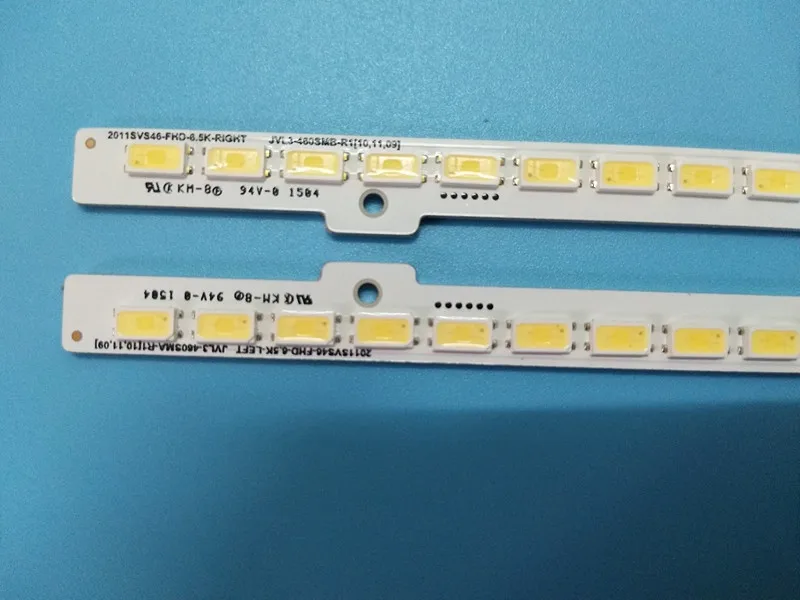 2011SVS46-FHD-6.5K-RIGHT JVL3-460SMB-R1[10,11,09]
KM-8 94V-0 1504
KM-8 94V-0 1504
2011SVS46-FHD-6.5K-LEFT JVL3-460SMA-R1[10,11,09]